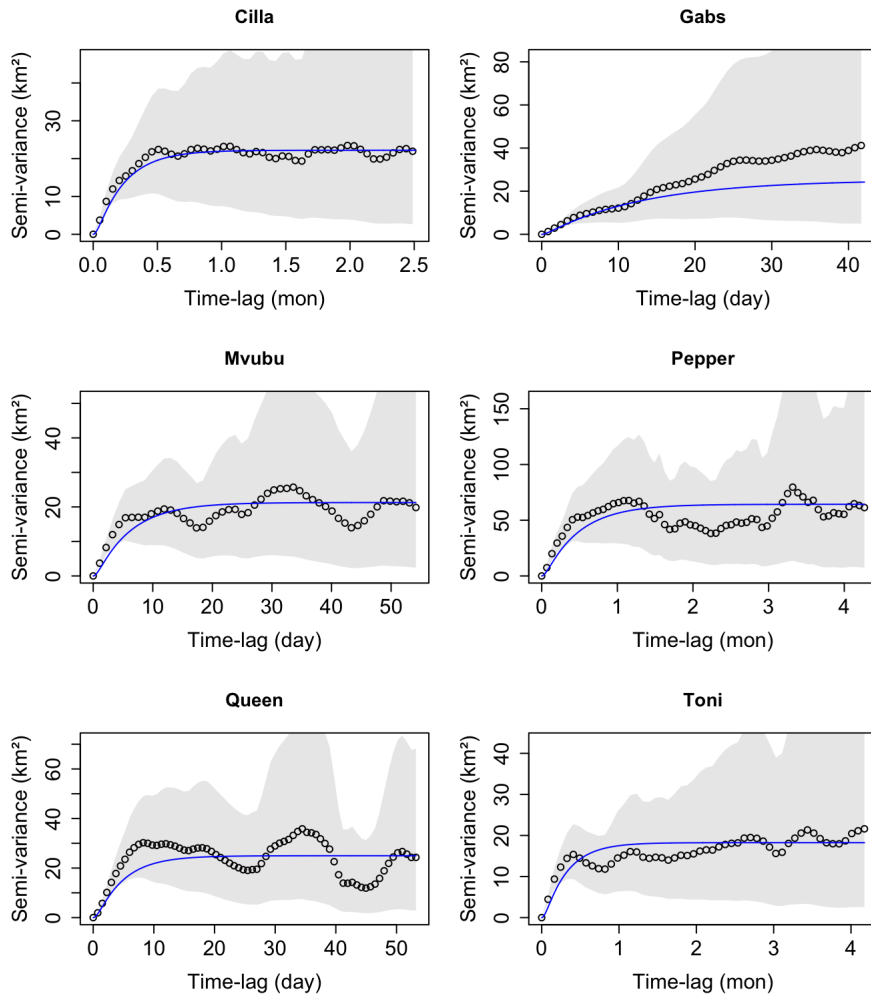 Cilla
Semi-variance (km²)
0 10 30
0.0 0.5 1.0 1.5 2.0 2.5
Time-lag (mon)
Gabs
Semi-variance (km²)
0 20 40 60 80
0 10 20 30 40
Time-lag (day)
Mvubu
Semi-variance (km²)
0 20 40
0 10 20 30 40 50
Time-lag (day)
Pepper
Semi-variance (km²)
0 50 100 150
0 1 2 3 4
Time-lag (mon)
Queen
Semi-variance (km²)
0 20 40 60
0 10 20 30 40 50
Time-lag (day)
Toni
Semi-variance (km²)
0 10 20 30 40
0 1 2 3 4
Time-lag (mon)